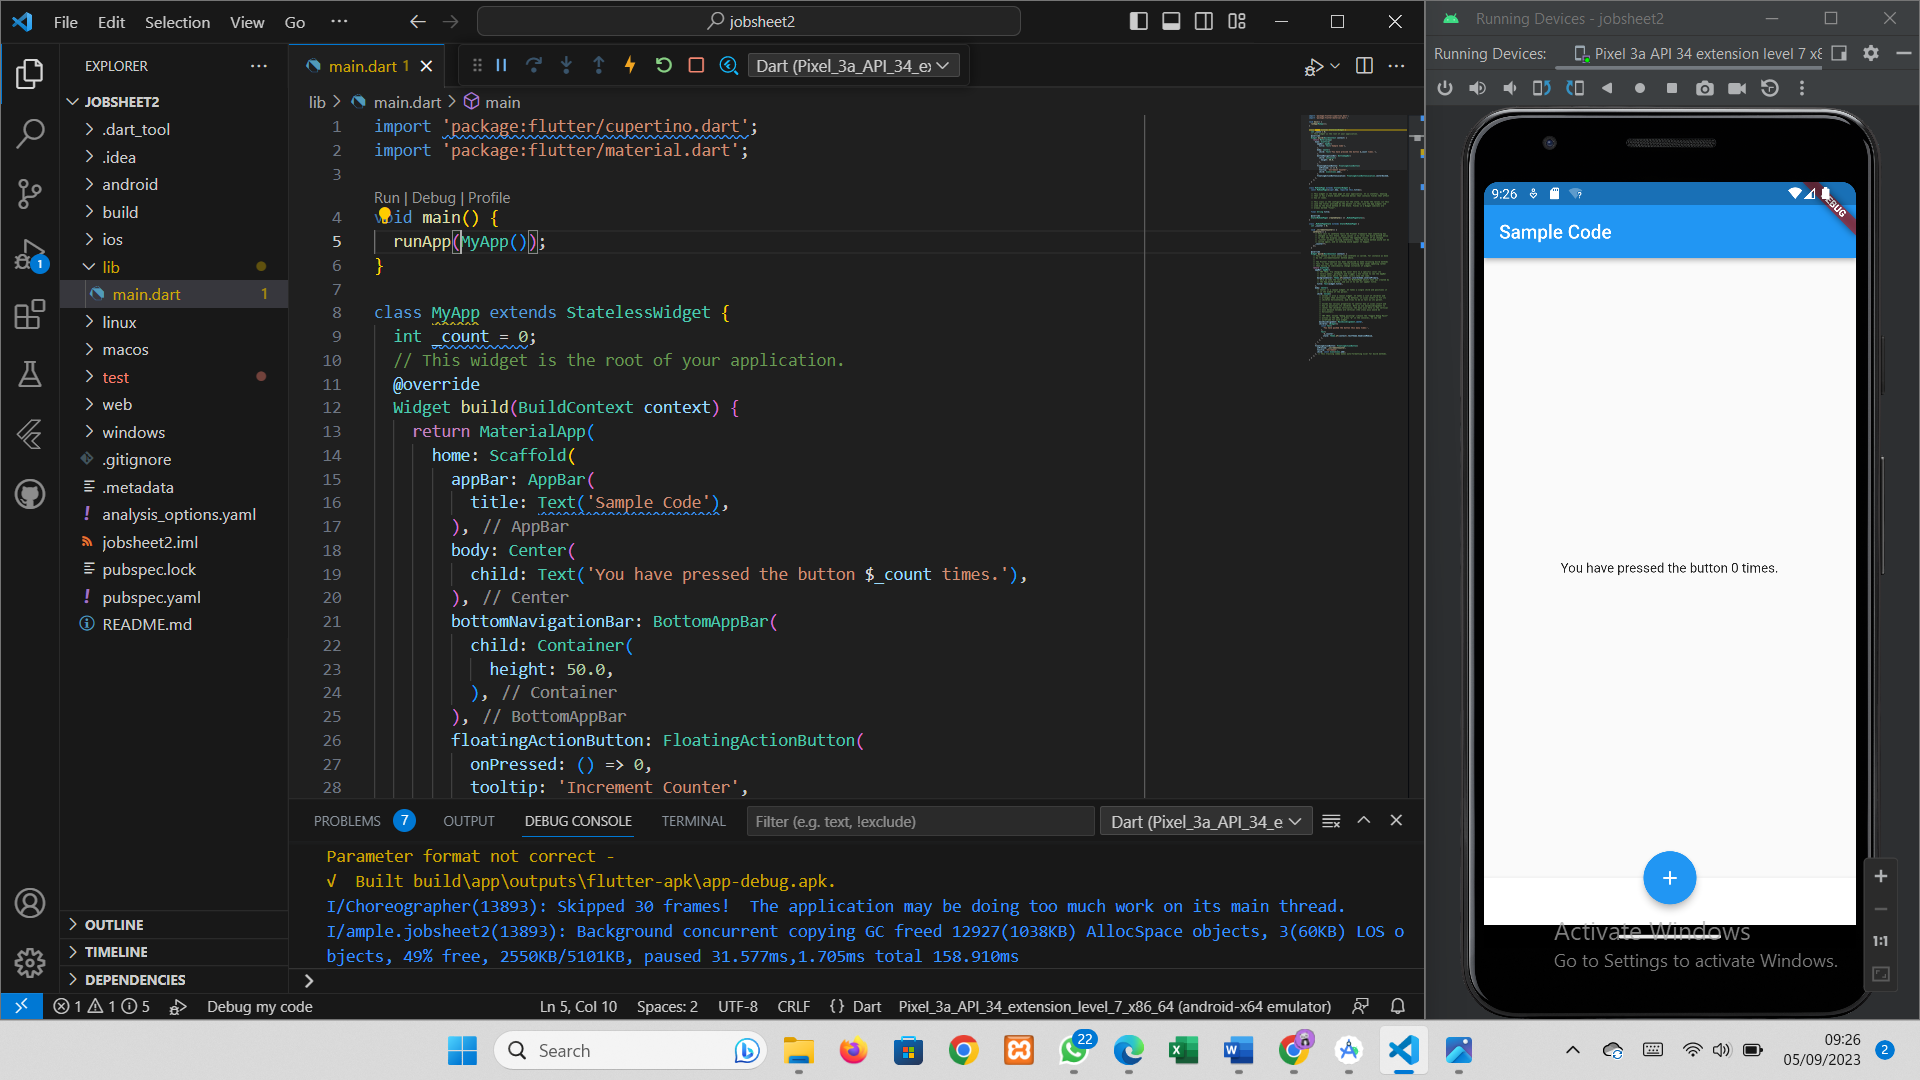 File Edit Selection View Go ···
jobsheet2
EXPLORER
JOBSHEET2
.dart_tool
.idea
android
build
ios
lib
main.dart 1
linux
macos
test
web
windows
.gitignore
.metadata
analysis_options.yaml
jobsheet2.iml
pubspec.lock
pubspec.yaml
README.md
OUTLINE
TIMELINE
DEPENDENCIES
1
main.dart 1
Dart (Pixel_3a_API_34_e
lib > main.dart > main
1 import 'package:flutter/cupertino.dart';
2 import 'package:flutter/material.dart';
3
Run | Debug | Profile
4 void main() {
5 runApp(MyApp());
6 }
7
8 class MyApp extends StatelessWidget {
9 int _count = 0;
10 // This widget is the root of your application.
11 @override
12 Widget build(BuildContext context) {
13 return MaterialApp(
14 home: Scaffold(
15 appBar: AppBar(
16 title: Text('Sample Code'),
17 ), // AppBar
18 body: Center(
19 child: Text('You have pressed the button $_count times.'),
20 ), // Center
21 bottomNavigationBar: BottomAppBar(
22 child: Container(
23 height: 50.0,
24 ), // Container
25 ), // BottomAppBar
26 floatingActionButton: FloatingActionButton(
27 onPressed: () => 0,
28 tooltip: 'Increment Counter',
PROBLEMS 7 OUTPUT DEBUG CONSOLE TERMINAL Filter (e.g. text, !exclude) Dart (Pixel_3a_API_34_e
Parameter format not correct -
√ Built build\app\outputs\flutter-apk\app-debug.apk.
I/Choreographer(13893): Skipped 30 frames! The application may be doing too much work on its main thread.
I/ample.jobsheet2(13893): Background concurrent copying GC freed 12927(1038KB) AllocSpace objects, 3(60KB) LOS o
bjects, 49% free, 2550KB/5101KB, paused 31.577ms,1.705ms total 158.910ms
1 1 5 Debug my code Ln 5, Col 10 Spaces: 2 UTF-8 CRLF {} Dart Pixel_3a_API_34_extension_level_7_x86_64 (android-x64 emulator)
Running Devices - jobsheet2
Running Devices: Pixel 3a API 34 extension level 7 x8
9:26
DEBUG
Sample Code
You have pressed the button 0 times.
+
1:1
Activate Windows
Go to Settings to activate Windows.
Search
22
09:26
05/09/2023
2